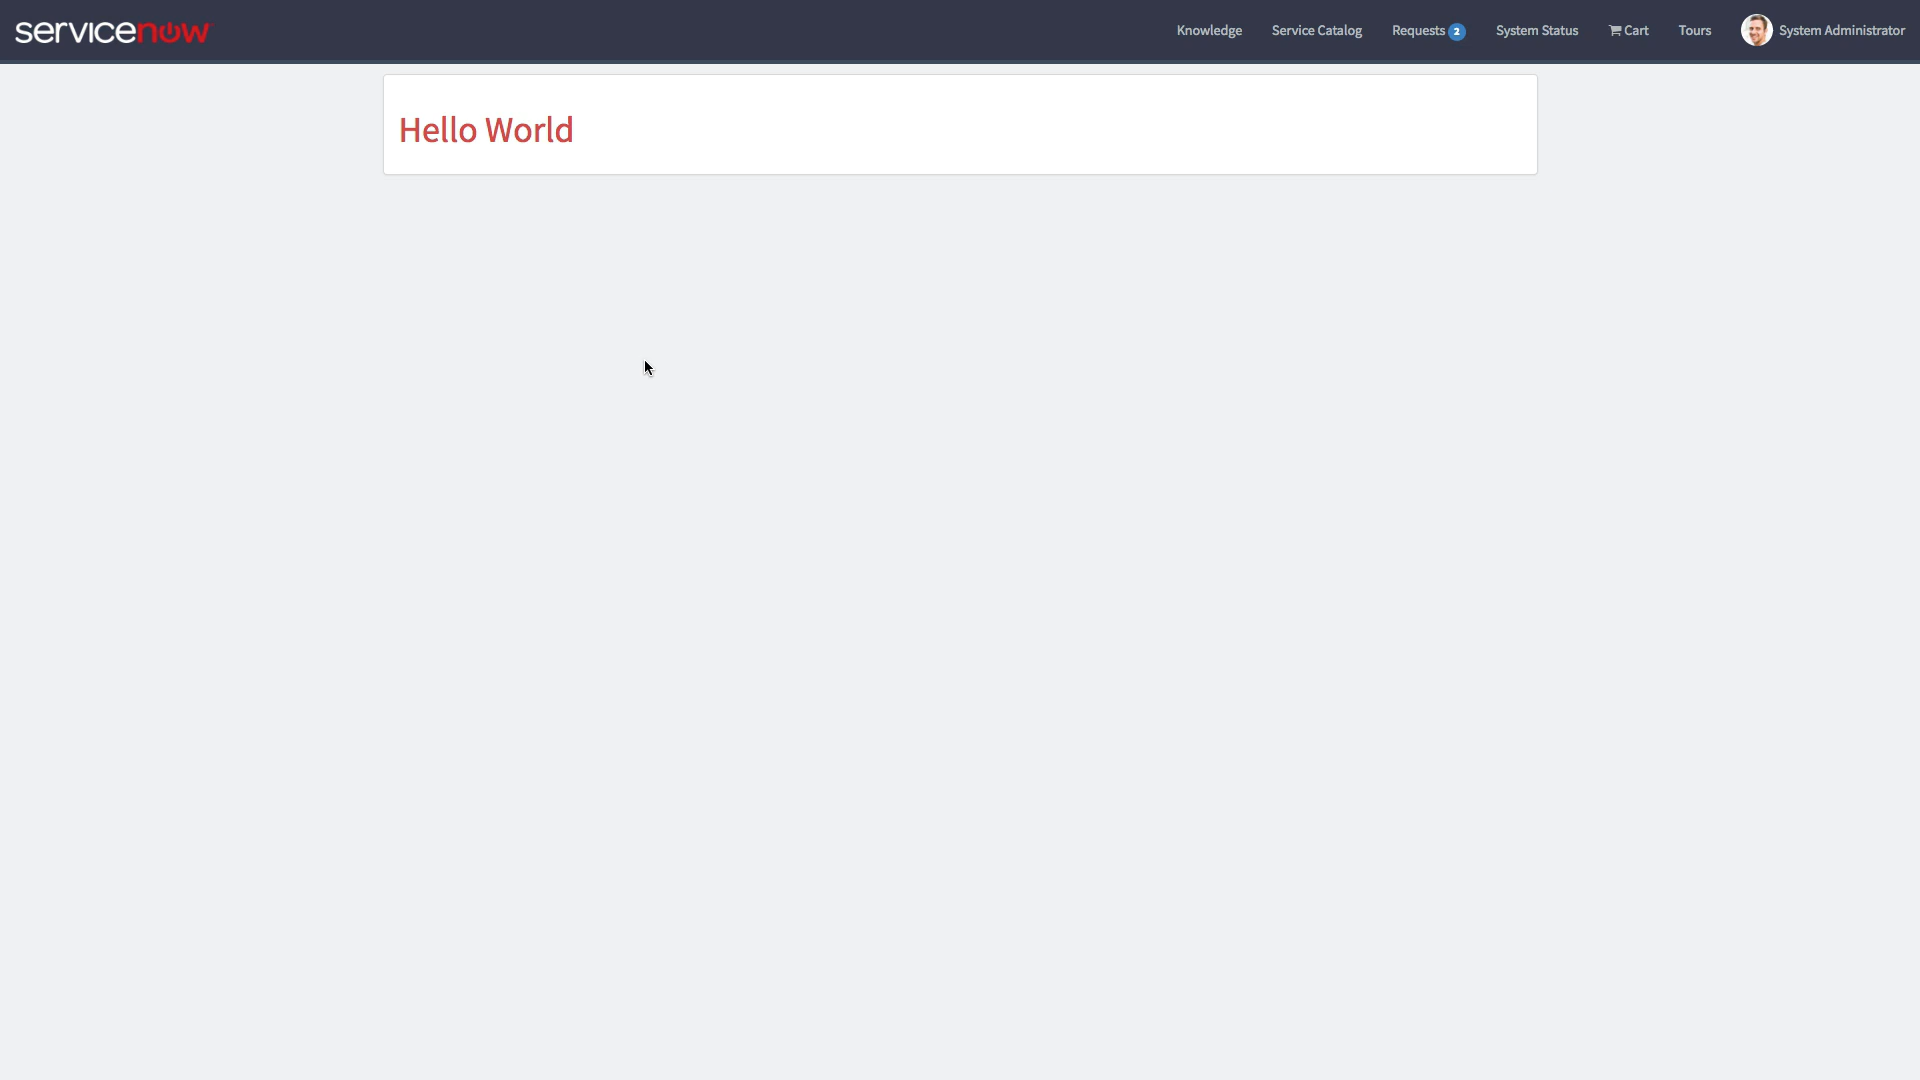 servicenow
Knowledge Service Catalog Requests 2 System Status Cart Tours System Administrator
Hello World